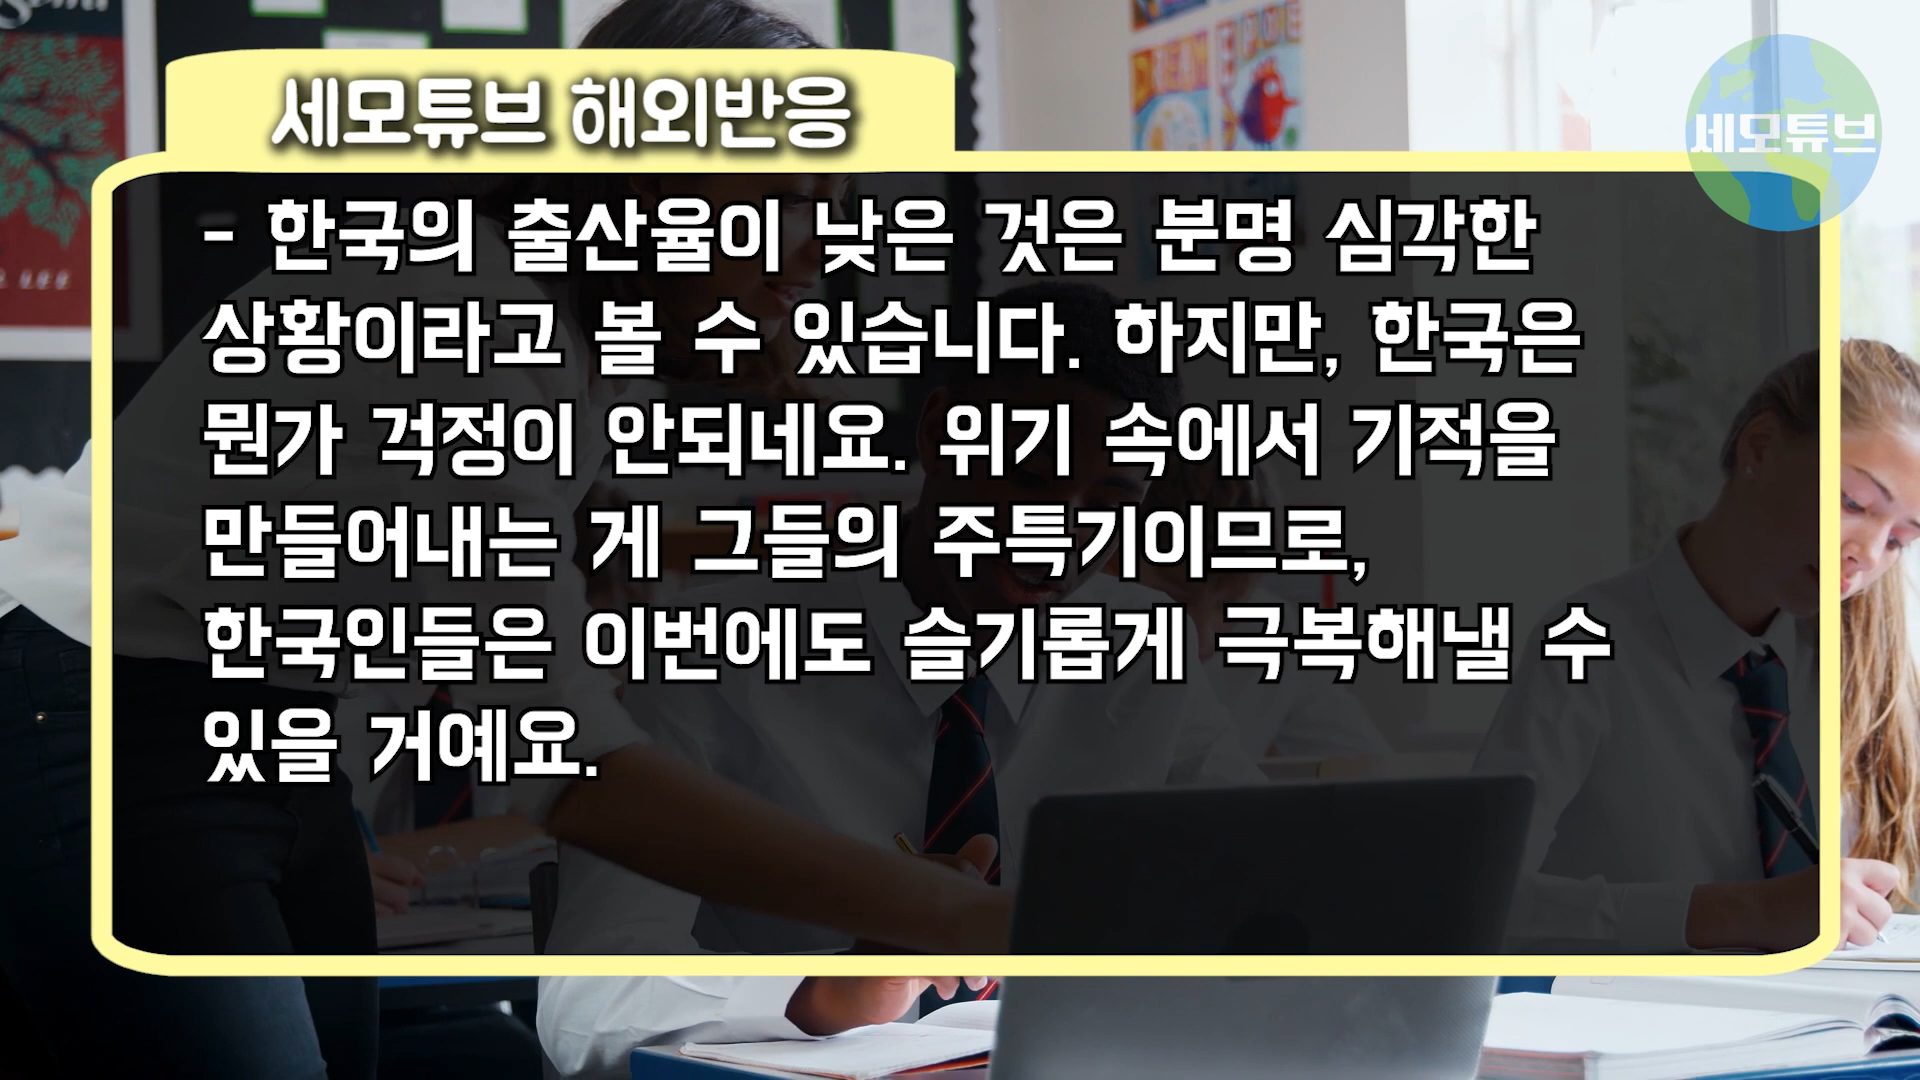 세모튜브 해외반응
세모튜브
- 한국의 출산율이 낮은 것은 분명 심각한
상황이라고 볼 수 있습니다. 하지만, 한국은
뭔가 걱정이 안되네요. 위기 속에서 기적을
만들어내는 게 그들의 주특기이므로,
한국인들은 이번에도 슬기롭게 극복해낼 수
있을 거예요.